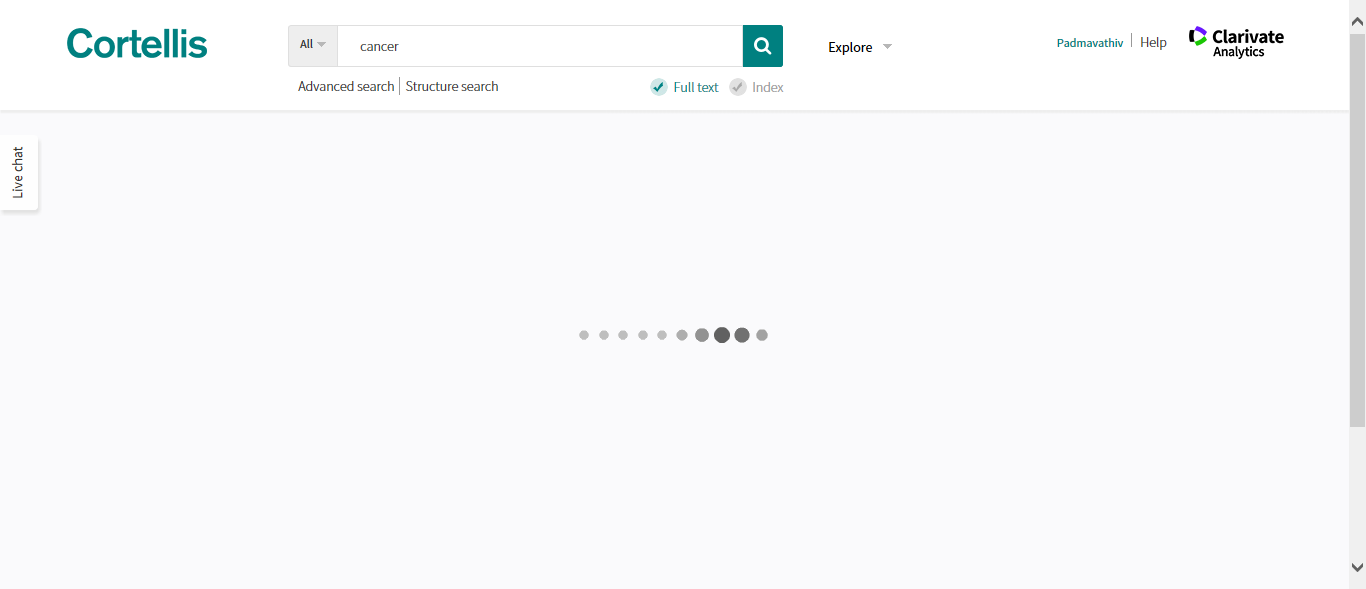 Cortellis
All
cancer
Explore
Padmavathiv
Help
Clarivate
Analytics
Advanced search
Structure search
Full text
Index
Live chat